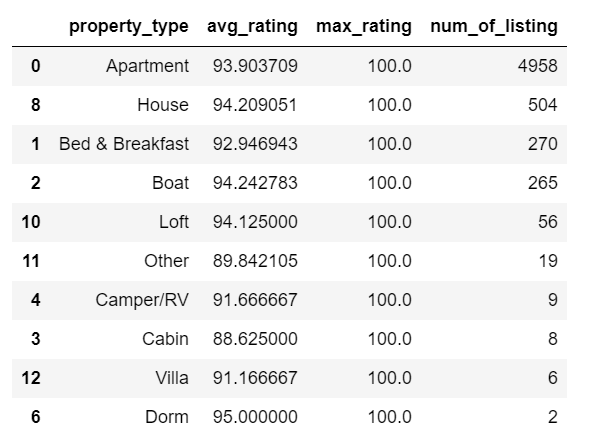 property_type avg_rating max_rating num_of_listing
0 Apartment 93.903709 100.0 4958
8 House 94.209051 100.0 504
1 Bed & Breakfast 92.946943 100.0 270
2 Boat 94.242783 100.0 265
10 Loft 94.125000 100.0 56
11 Other 89.842105 100.0 19
4 Camper/RV 91.666667 100.0 9
3 Cabin 88.625000 100.0 8
12 Villa 91.166667 100.0 6
6 Dorm 95.000000 100.0 2